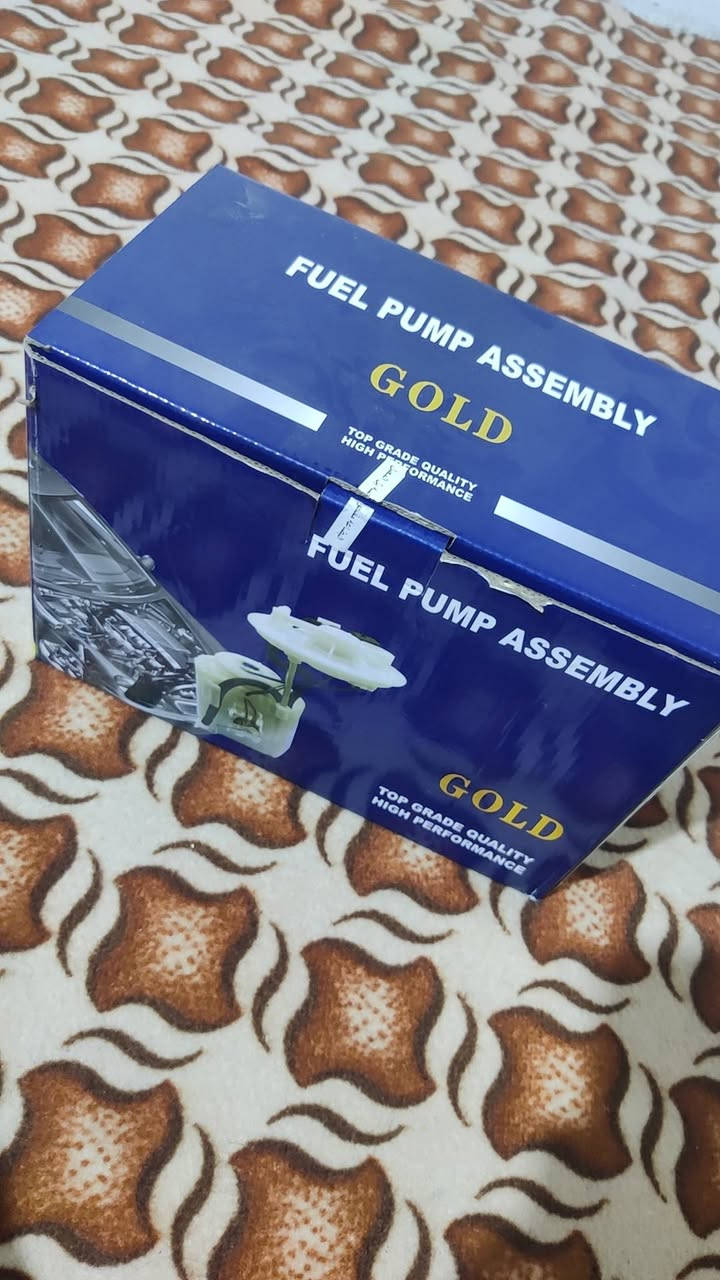 FUEL PUMP ASSEMBLY
GOLD
TOP GRADE QUALITY
HIGH PERFORMANCE
FUEL PUMP ASSEMBLY
GOLD
TOP GRADE QUALITY
HIGH PERFORMANCE